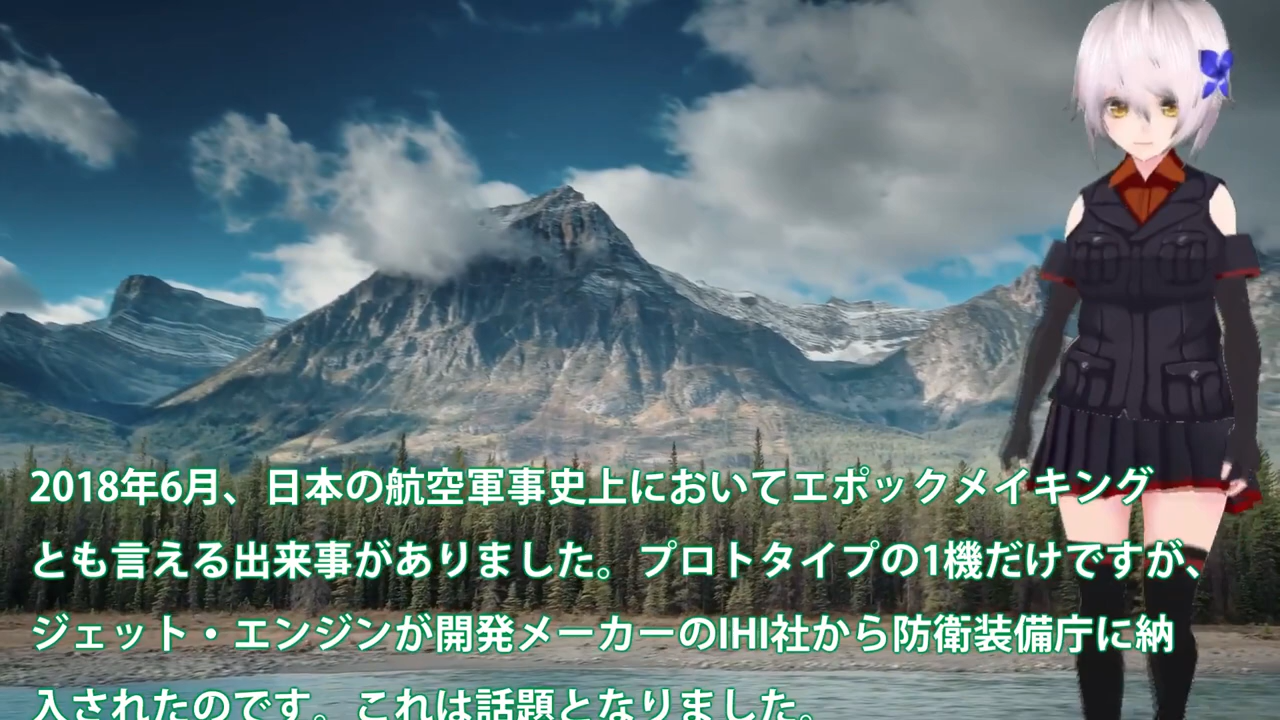 2018年6月、日本の航空軍事史上においてエポックメイキング
とも言える出来事がありました。プロトタイプの1機だけですが、
ジェット・エンジンが開発メーカーのIHI社から防衛装備庁に納
入されたのです。これは話題となりました。